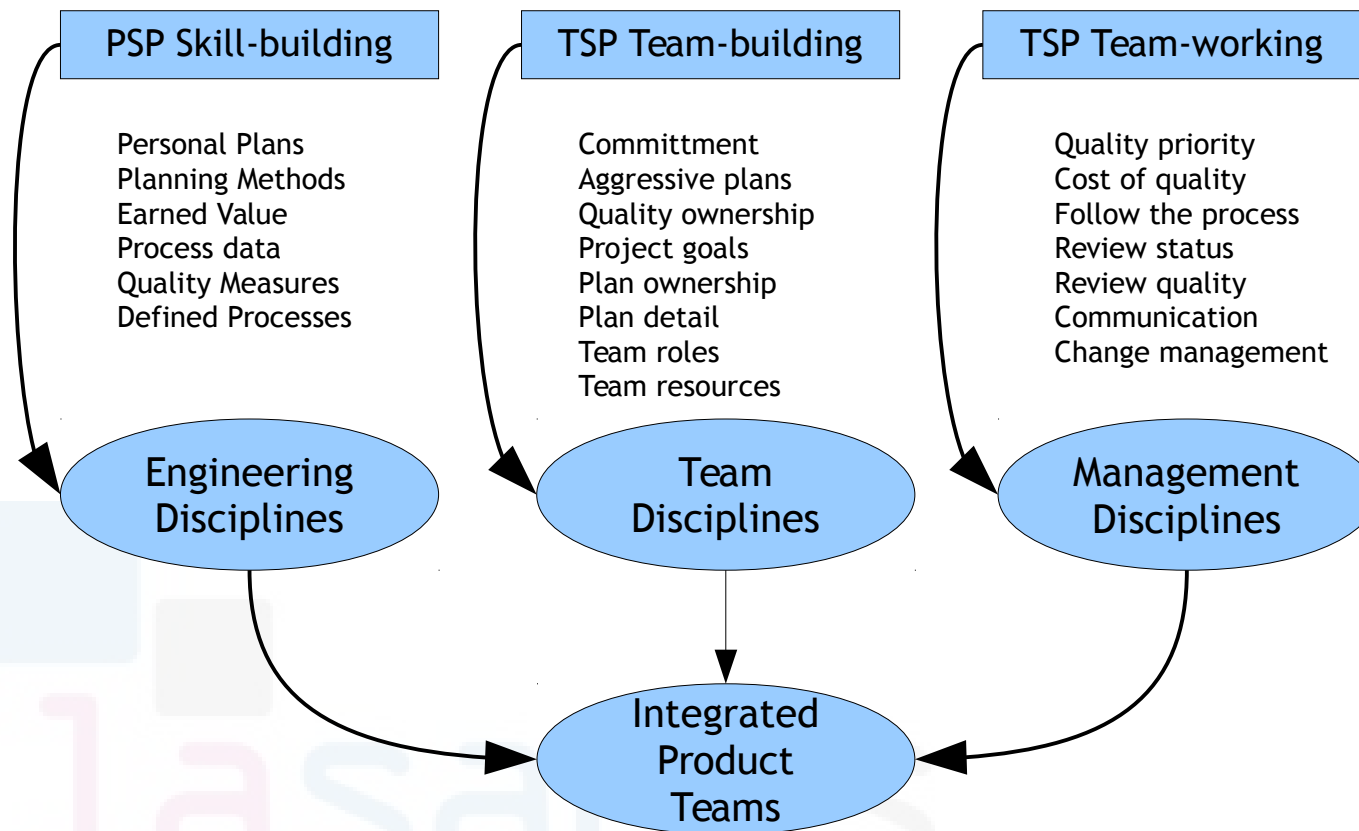 PSP Skill-building
TSP Team-building
TSP Team-working
Personal Plans
Planning Methods
Earned Value
Process data
Quality Measures
Defined Processes
Committment
Aggressive plans
Quality ownership
Project goals
Plan ownership
Plan detail
Team roles
Team resources
Quality priority
Cost of quality
Follow the process
Review status
Review quality
Communication
Change management
Engineering
Disciplines
Team
Disciplines
Management
Disciplines
Integrated
Product
Teams